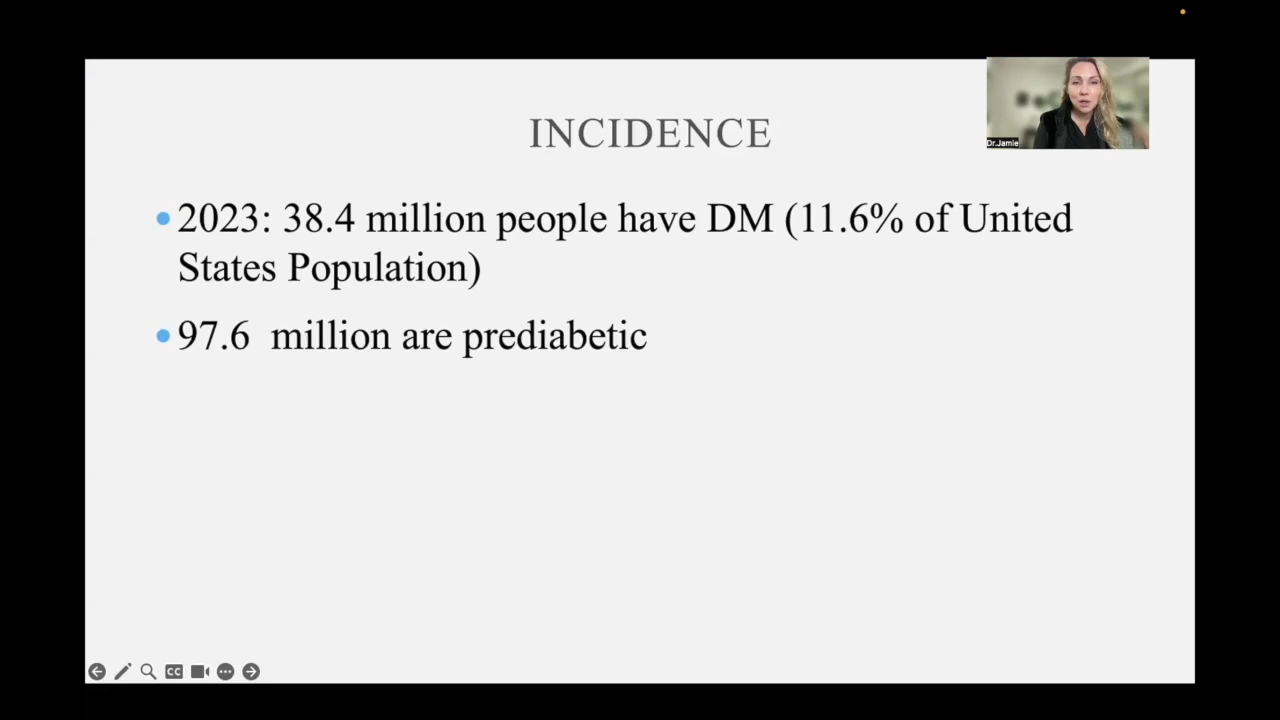 INCIDENCE
Dr.Jamie
•2023: 38.4 million people have DM (11.6% of United
States Population)
•97.6  million are prediabetic
CC